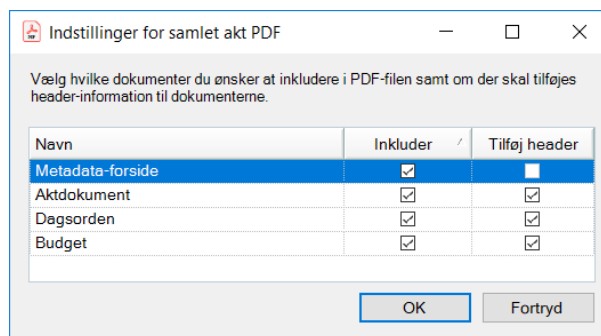 Indstillinger for samlet akt PDF
Vælg hvilke dokumenter du ønsker at inkludere i PDF-filen samt om der skal tilføjes
header-information til dokumenterne.
Navn Inkluder Tilføj header
Metadata-forside
Aktdokument
Dagsorden
Budget
OK Fortryd